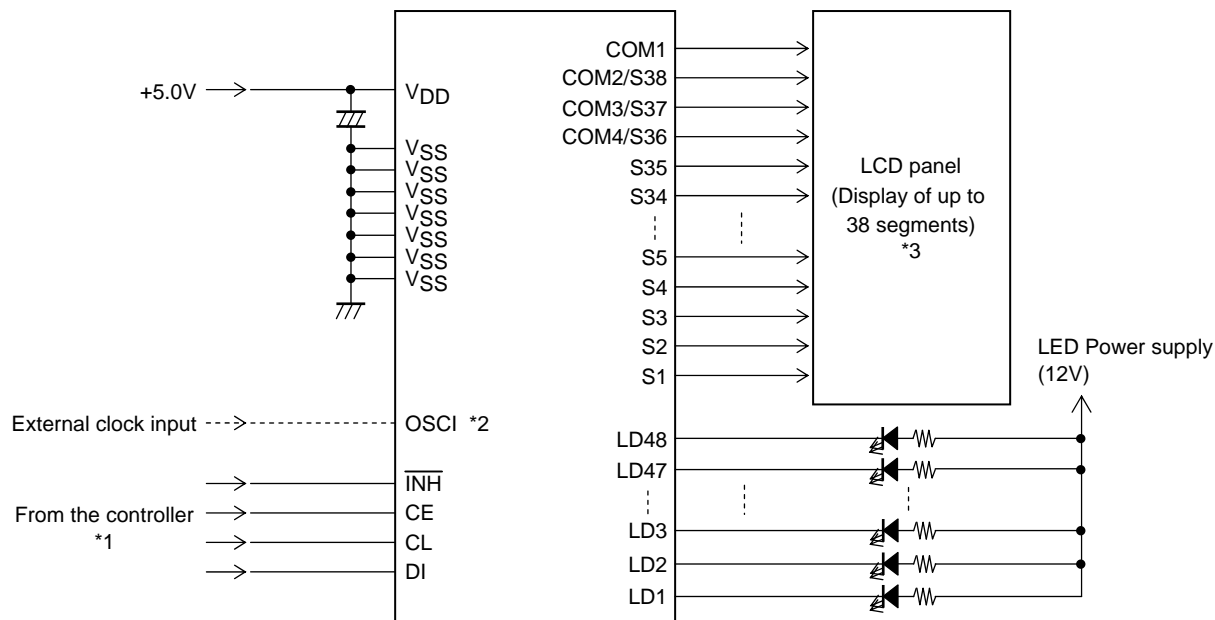 COM1
COM2/S38
COM3/S37
COM4/S36
S35
S34
S5
S4
S3
S2
S1
LD48
LD47
LD3
LD2
LD1
+5.0V
VDD
VSS
VSS
VSS
VSS
VSS
VSS
VSS
External clock input
OSCI *2
From the controller
*1
INH
CE
CL
DI
LCD panel
(Display of up to
38 segments)
*3
LED Power supply
(12V)